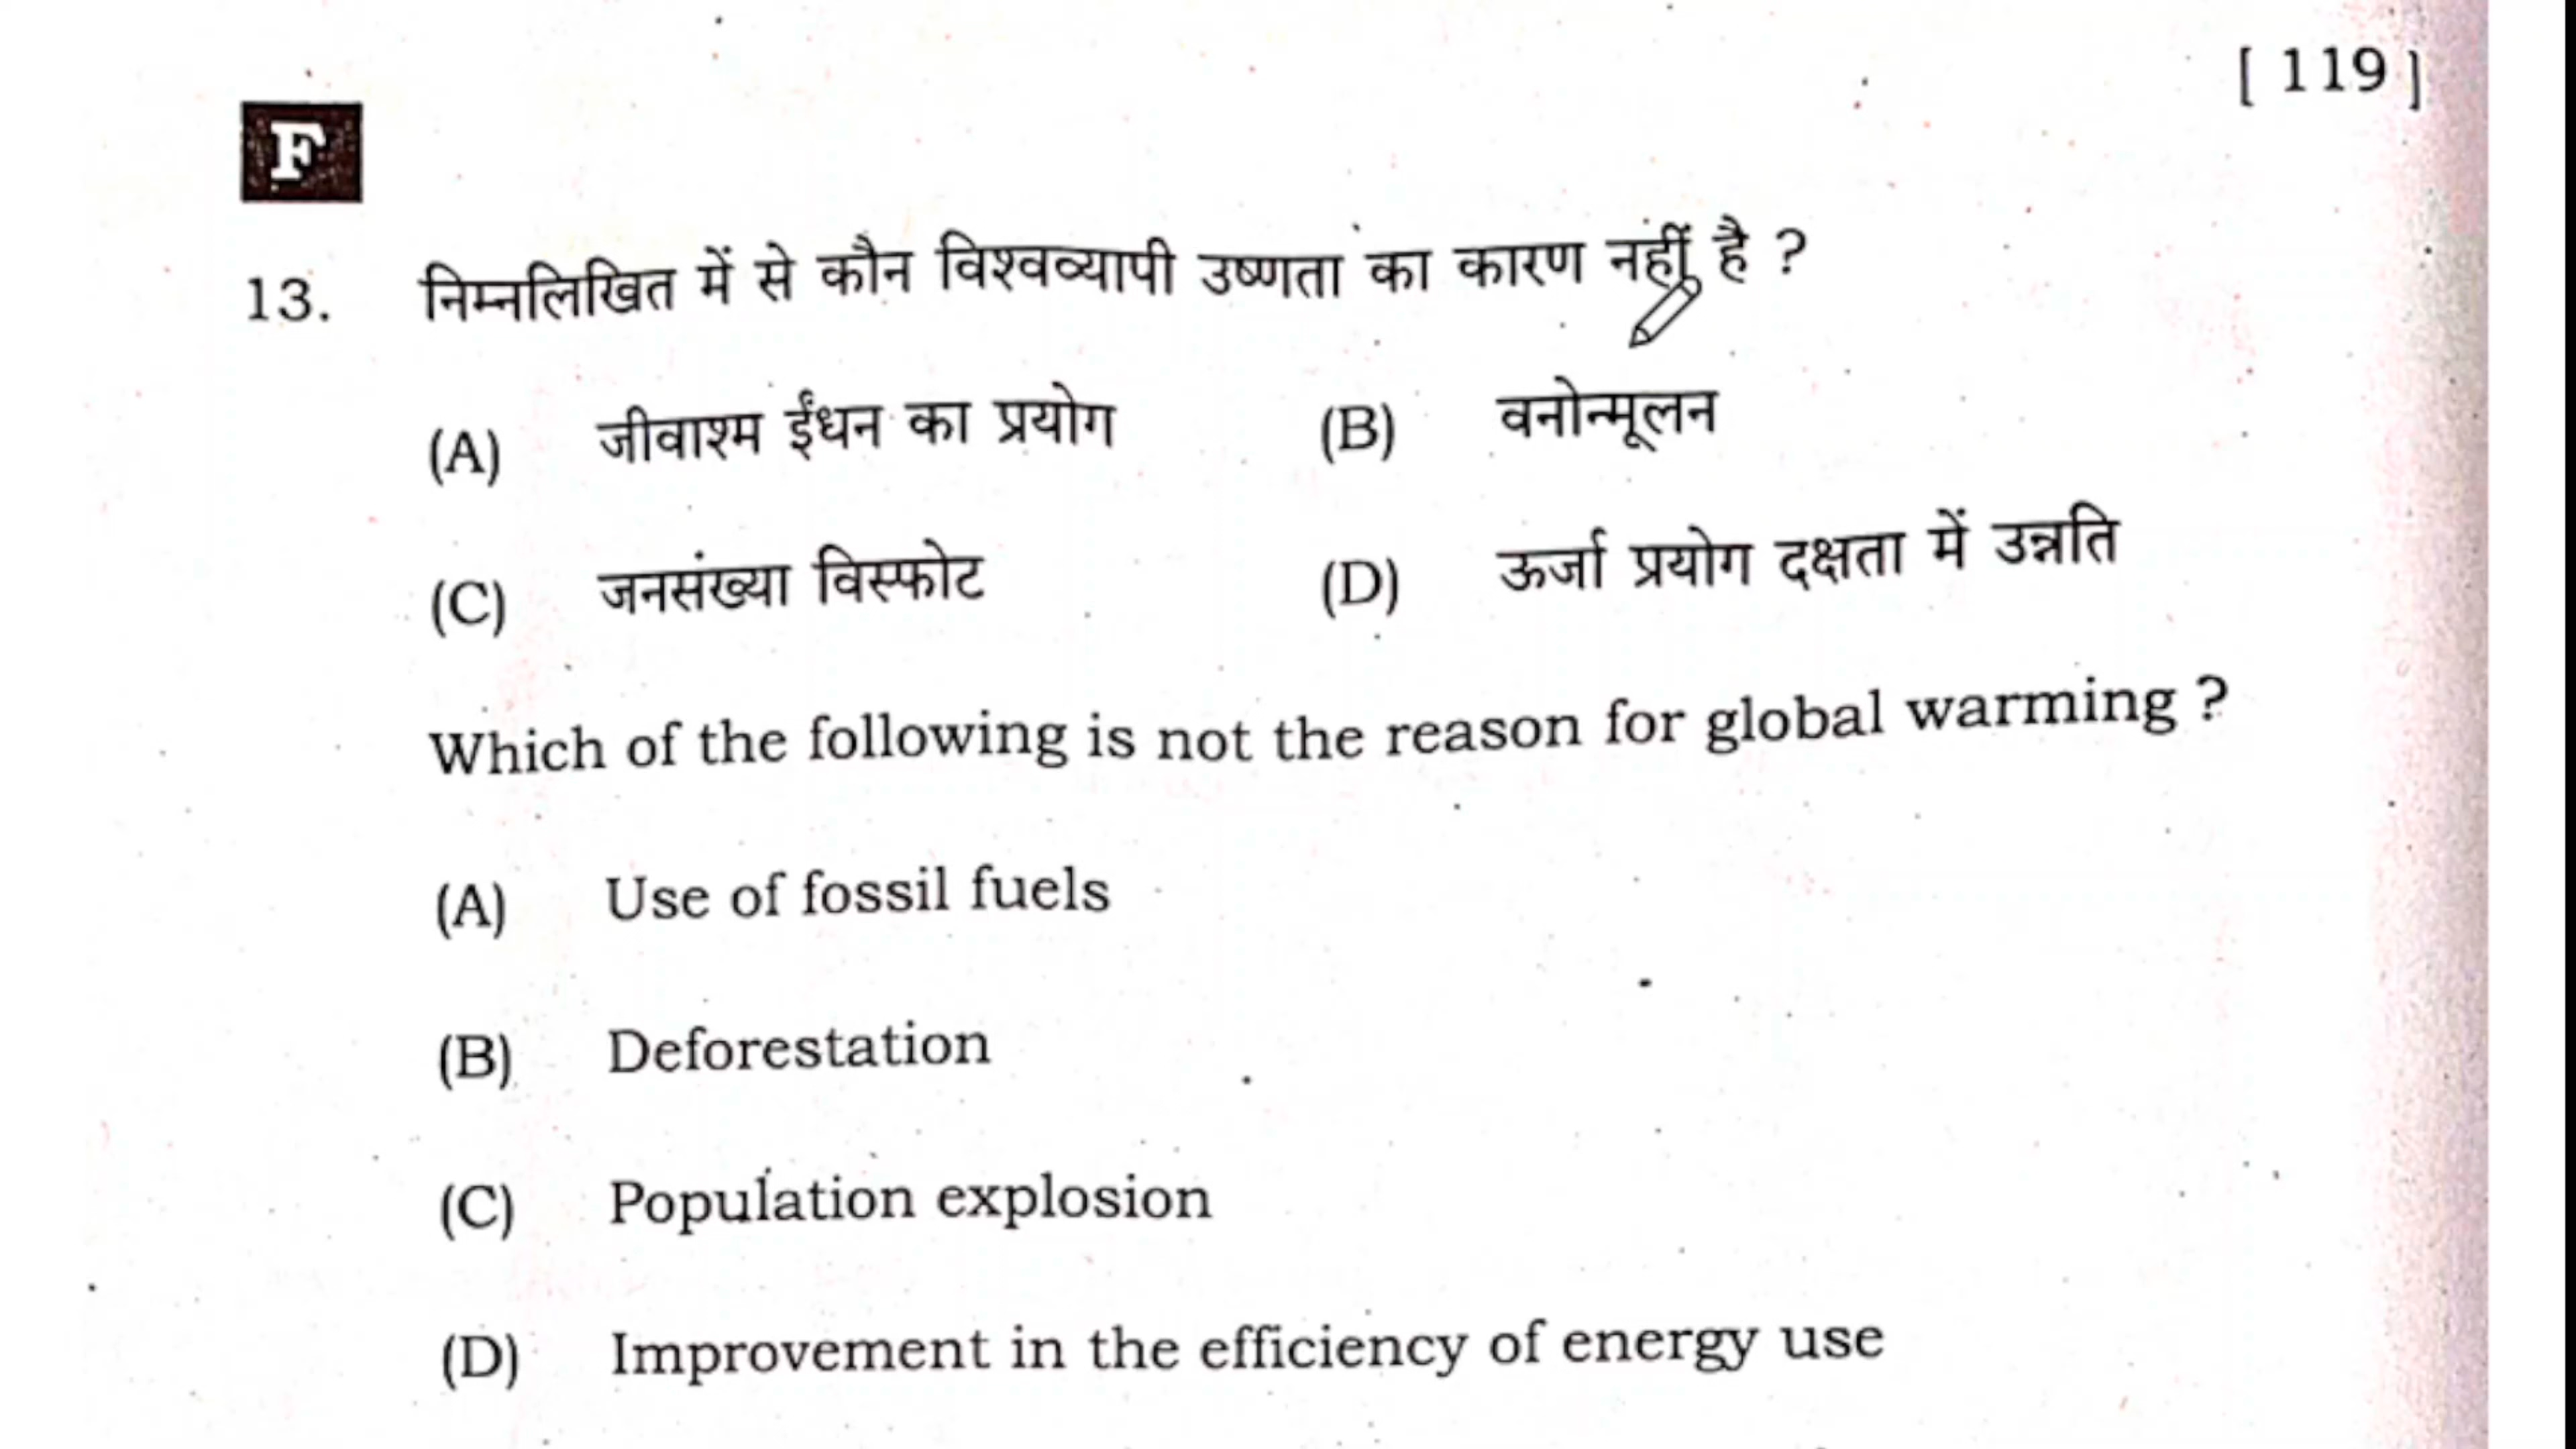 [ 119 ]
F
13. निम्नलिखित में से कौन विश्वव्यापी उष्णता का कारण नहीं है ?
(A) जीवाश्म ईंधन का प्रयोग (B) वनोन्मूलन
(C) जनसंख्या विस्फोट (D) ऊर्जा प्रयोग दक्षता में उन्नति
Which of the following is not the reason for global warming ?
(A) Use of fossil fuels
(B) Deforestation
(C) Population explosion
(D) Improvement in the efficiency of energy use